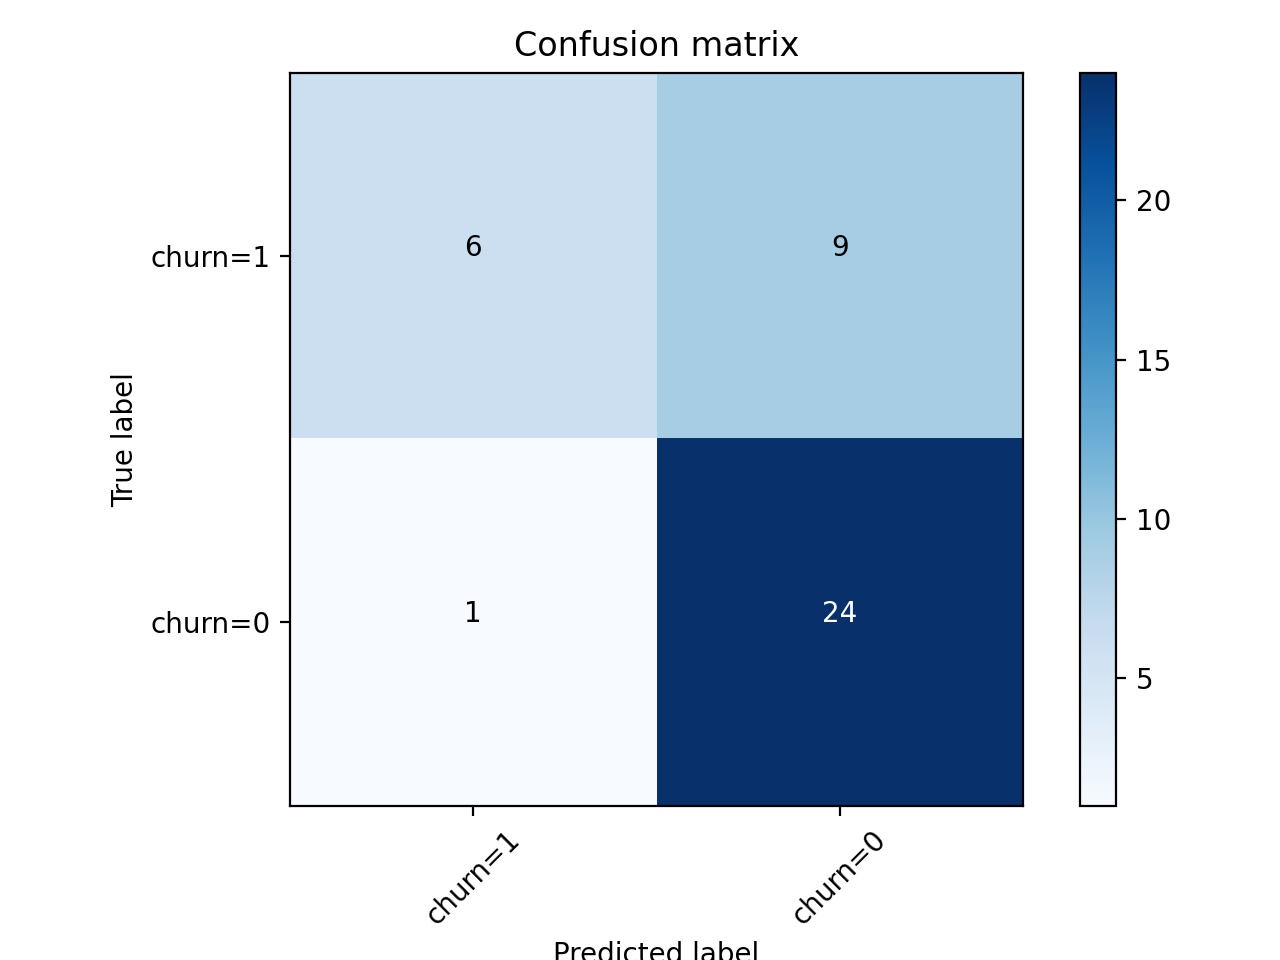 Confusion matrix
churn=1
6
9
20
15
True label
10
churn=0
1
24
5
churn=1
churn=0
Predicted label